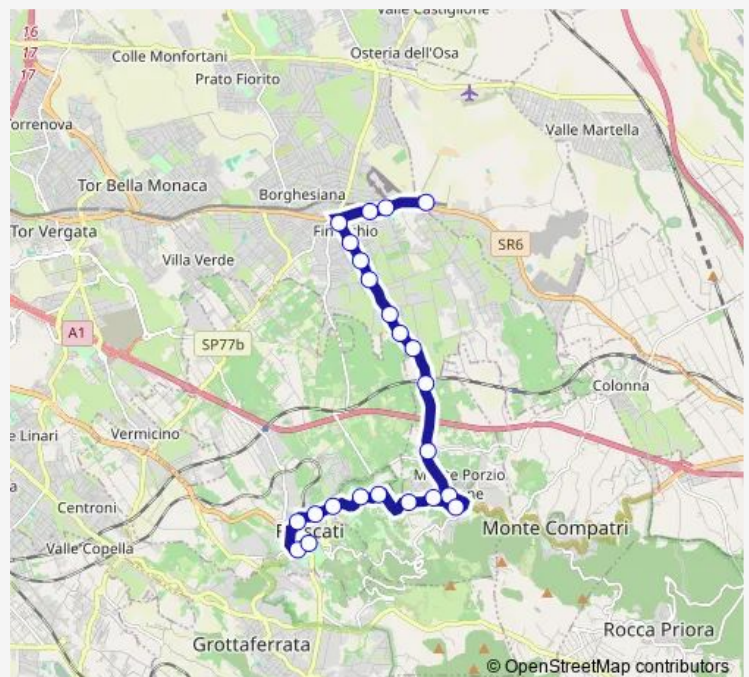 Valle Castiglione
16
17
17
Colle Monfortani
Osteria dell'Osa
Prato Fiorito
Valle Martella
Tor Bella Monaca
Borghesiana
Tor Vergata
Villa Verde
SR6
A1
SP77b
Colonna
Vermicino
e Linari
Centroni
Valle Copella
Monte Compatri
Grottaferrata
Rocca Priora
© OpenStreetMap contributors